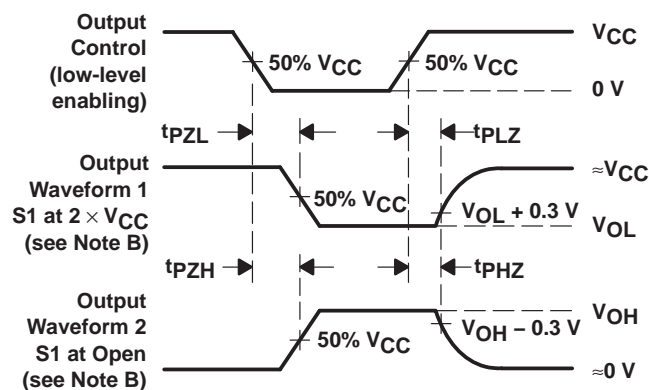 Output
Control
(low-level
enabling)
50% VCC
50% VCC
VCC
0 V
tPZL
tPLZ
Output
Waveform 1
S1 at 2 × VCC
(see Note B)
50% VCC
VOL + 0.3 V
≈VCC
VOL
tPZH
tPHZ
Output
Waveform 2
S1 at Open
(see Note B)
50% VCC
VOH − 0.3 V
VOH
≈0 V